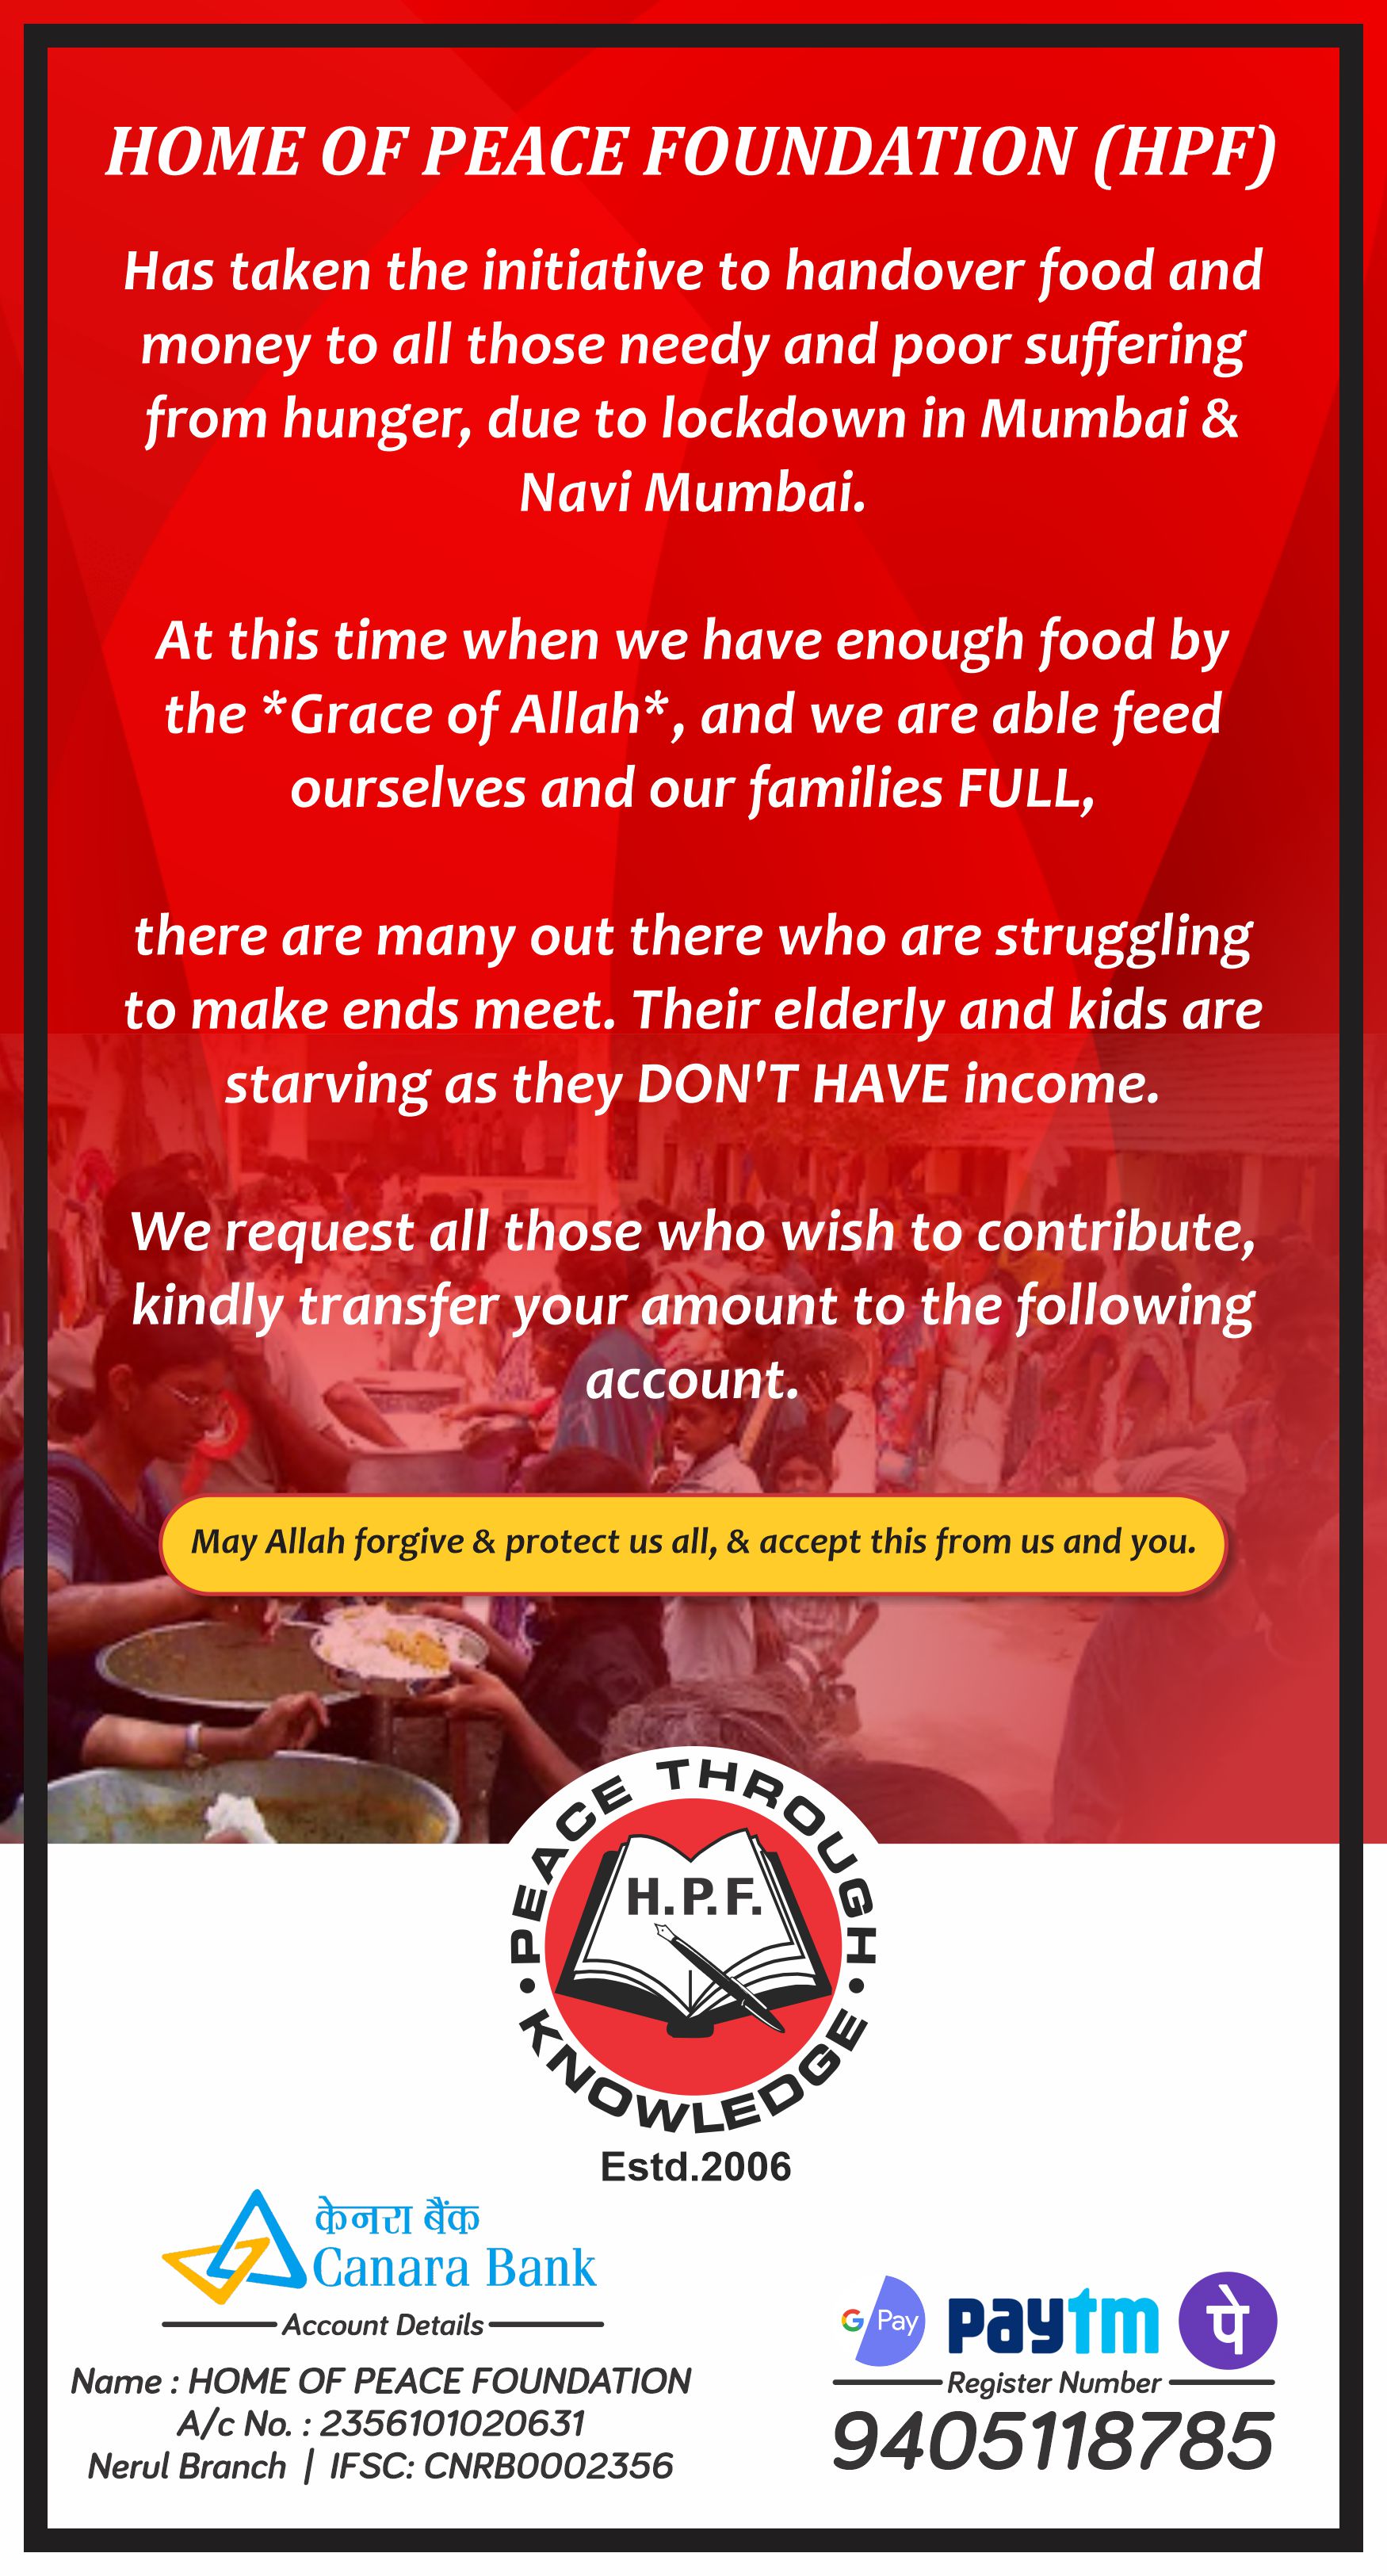 HOME OF PEACE FOUNDATION (HPF)
Has taken the initiative to handover food and
money to all those needy and poor suffering
from hunger, due to lockdown in Mumbai &
Navi Mumbai.
At this time when we have enough food by
the *Grace of Allah*, and we are able feed
ourselves and our families FULL,
there are many out there who are struggling
to make ends meet. Their elderly and kids are
starving as they DON'T HAVE income.
We request all those who wish to contribute,
kindly transfer your amount to the following
account.
May Allah forgive & protect us all, & accept this from us and you.
PEACE THROUGH
H.P.F.
KNOWLEDGE
Estd.2006
केनरा बैंक
Canara Bank
Account Details
Name : HOME OF PEACE FOUNDATION
A/c No. : 2356101020631
Nerul Branch | IFSC: CNRB0002356
G Pay paytm पे
Register Number
9405118785